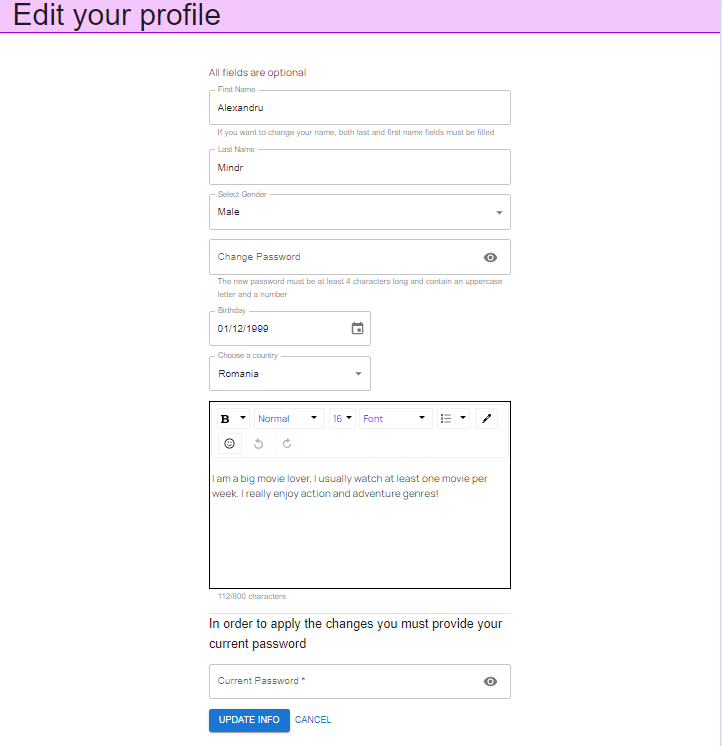 Edit your profile
All fields are optional
First Name
Alexandru
If you want to change your name, both last and first name fields must be filled
Last Name
Mindr
Select Gender
Male
Change Password
The new password must be at least 4 characters long and contain an uppercase
letter and a number
Birthday
01/12/1999
Choose a country
Romania
B Normal 16 Font
I am a big movie lover, I usually watch at least one movie per
week. I really enjoy action and adventure genres!
112/800 characters
In order to apply the changes you must provide your
current password
Current Password *
UPDATE INFO CANCEL